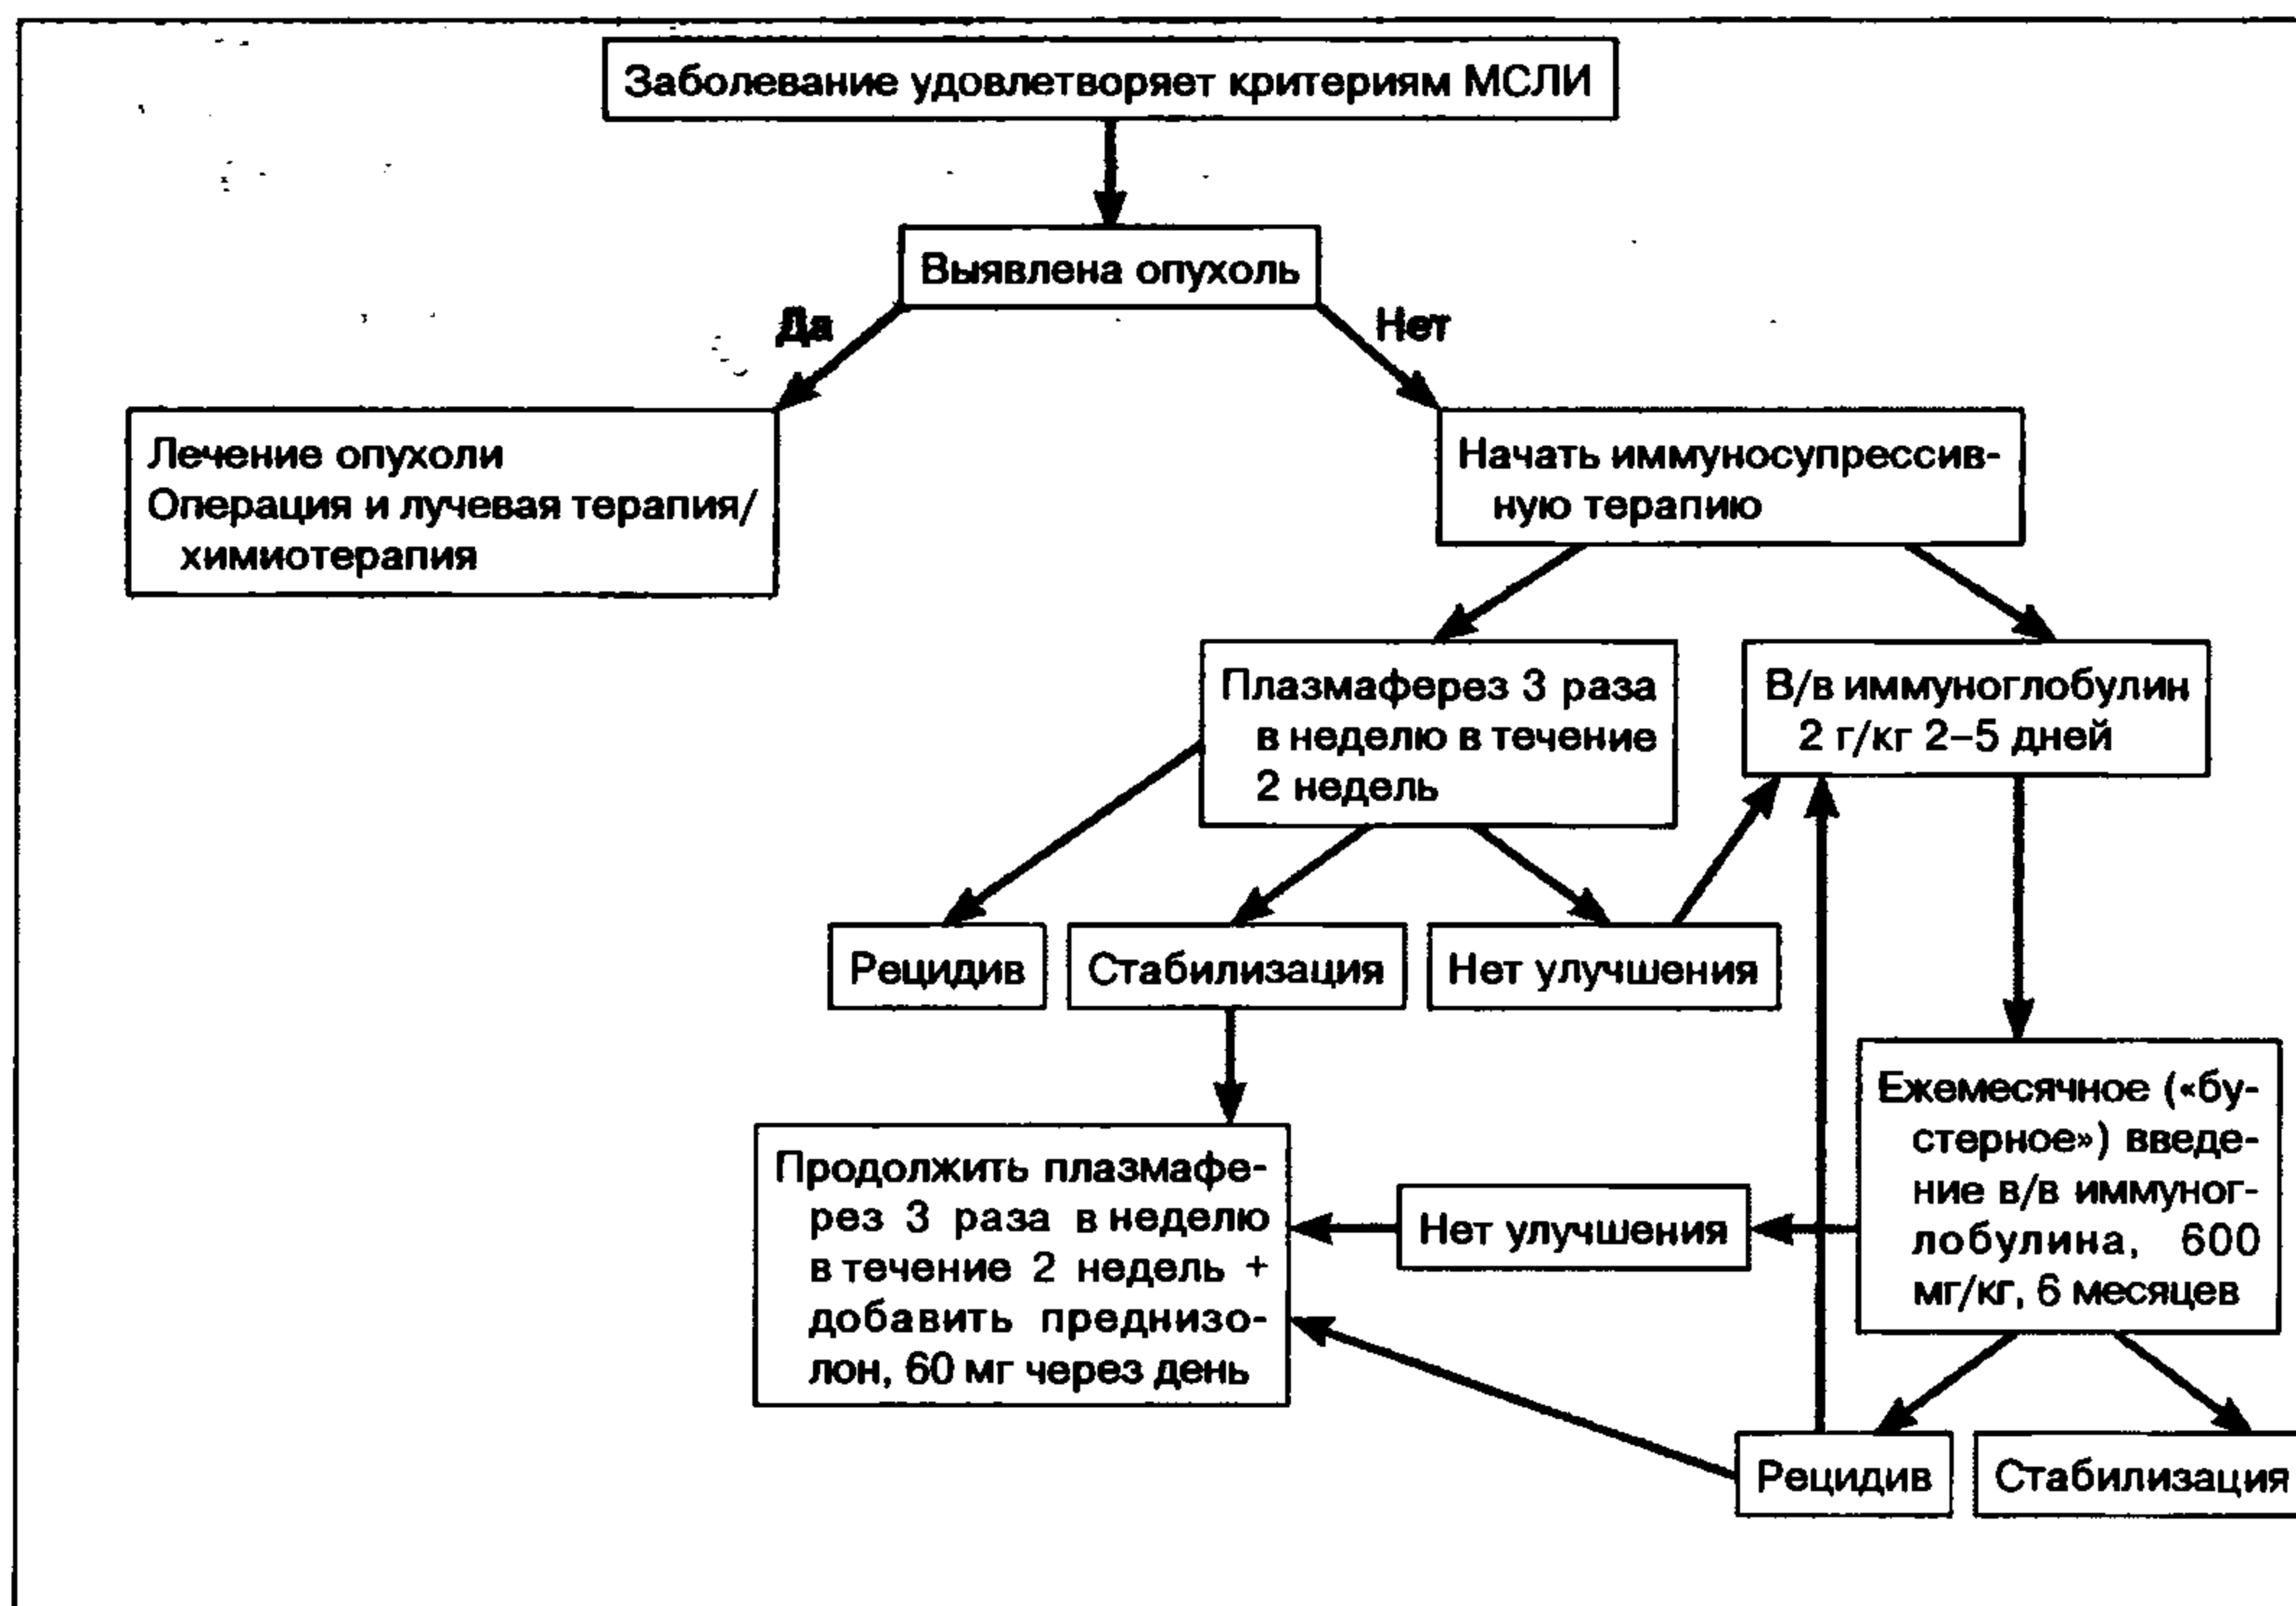 Заболевание удовлетворяет критериям МСЛИ
Выявлена опухоль
Да
Нет
Лечение опухоли
Операция и лучевая терапия/
химиотерапия
Начать иммуносупрессив-
ную терапию
Плазмаферез 3 раза
в неделю в течение
2 недель
В/в иммуноглобулин
2 г/кг 2–5 дней
Рецидив
Стабилизация
Нет улучшения
Ежемесячное («бу-
стерное») введе-
ние в/в иммуног-
лобулина, 600
мг/кг, 6 месяцев
Продолжить плазмафе-
рез 3 раза в неделю
в течение 2 недель +
добавить преднизо-
лон, 60 мг через день
Нет улучшения
Рецидив
Стабилизация